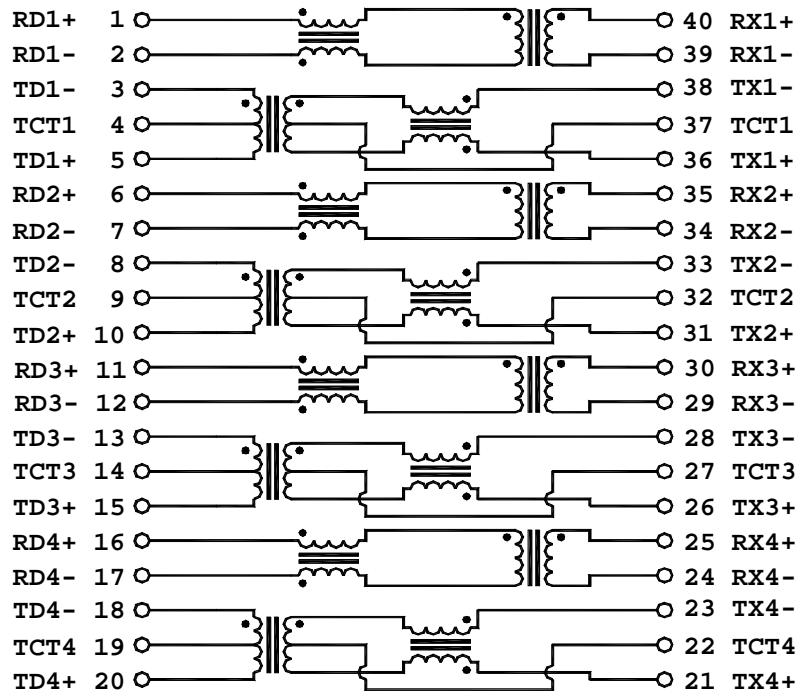 RD1+ 1 40 RX1+
RD1- 2 39 RX1-
TD1- 3 38 TX1-
TCT1 4 37 TCT1
TD1+ 5 36 TX1+
RD2+ 6 35 RX2+
RD2- 7 34 RX2-
TD2- 8 33 TX2-
TCT2 9 32 TCT2
TD2+ 10 31 TX2+
RD3+ 11 30 RX3+
RD3- 12 29 RX3-
TD3- 13 28 TX3-
TCT3 14 27 TCT3
TD3+ 15 26 TX3+
RD4+ 16 25 RX4+
RD4- 17 24 RX4-
TD4- 18 23 TX4-
TCT4 19 22 TCT4
TD4+ 20 21 TX4+